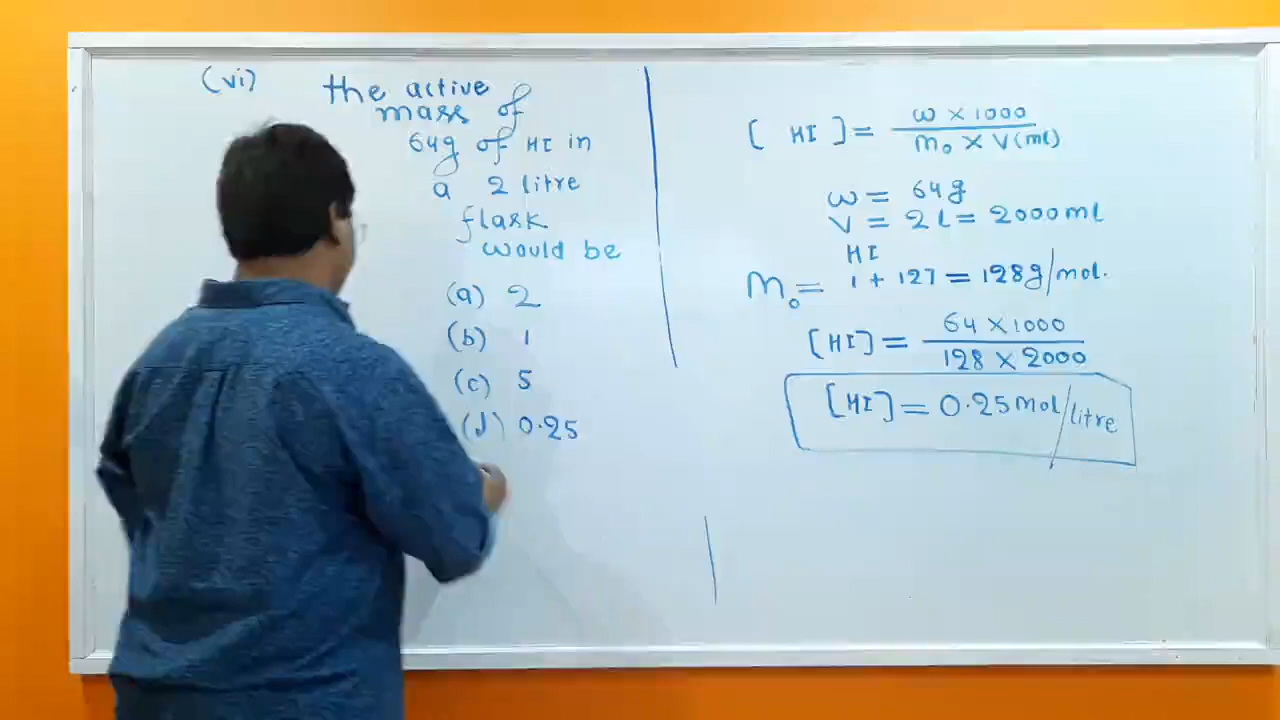 (vi) the active
mass of
64g of HI in
a 2 litre
flask
would be
(a) 2
(b) 1
(c) 5
(d) 0.25
[HI] = w × 1000
m₀ × V(ml)
w = 64g
V = 2l = 2000ml
HI
m₀ = 1 + 127 = 128g/mol.
[HI] = 64 × 1000
128 × 2000
[HI] = 0.25 mol/litre